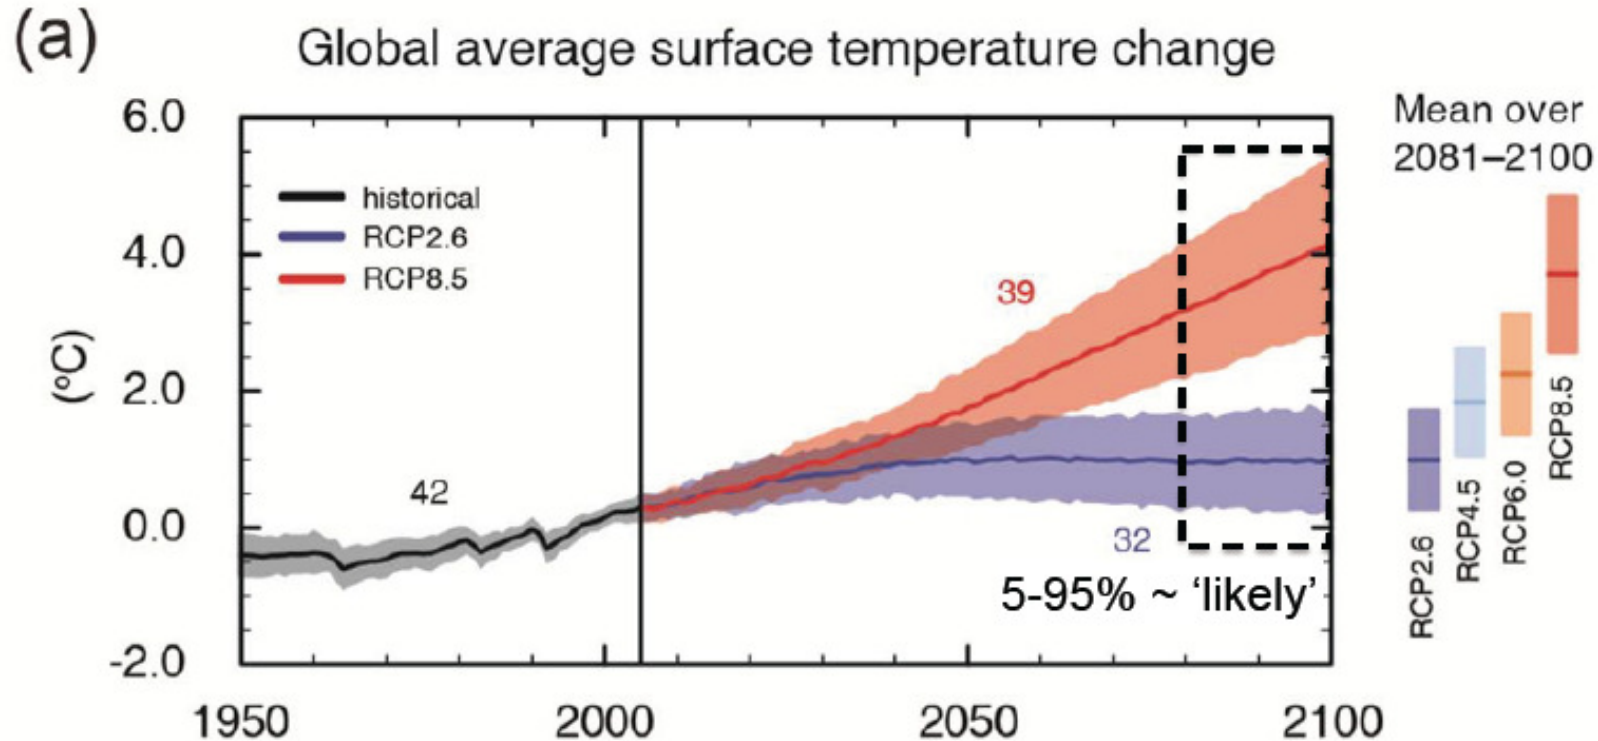 (a)
Global average surface temperature change
6.0
4.0
2.0
0.0
-2.0
(ºC)
historical
RCP2.6
RCP8.5
42
39
32
5-95% ~ ‘likely’
1950
2000
2050
2100
Mean over
2081–2100
RCP2.6
RCP4.5
RCP6.0
RCP8.5